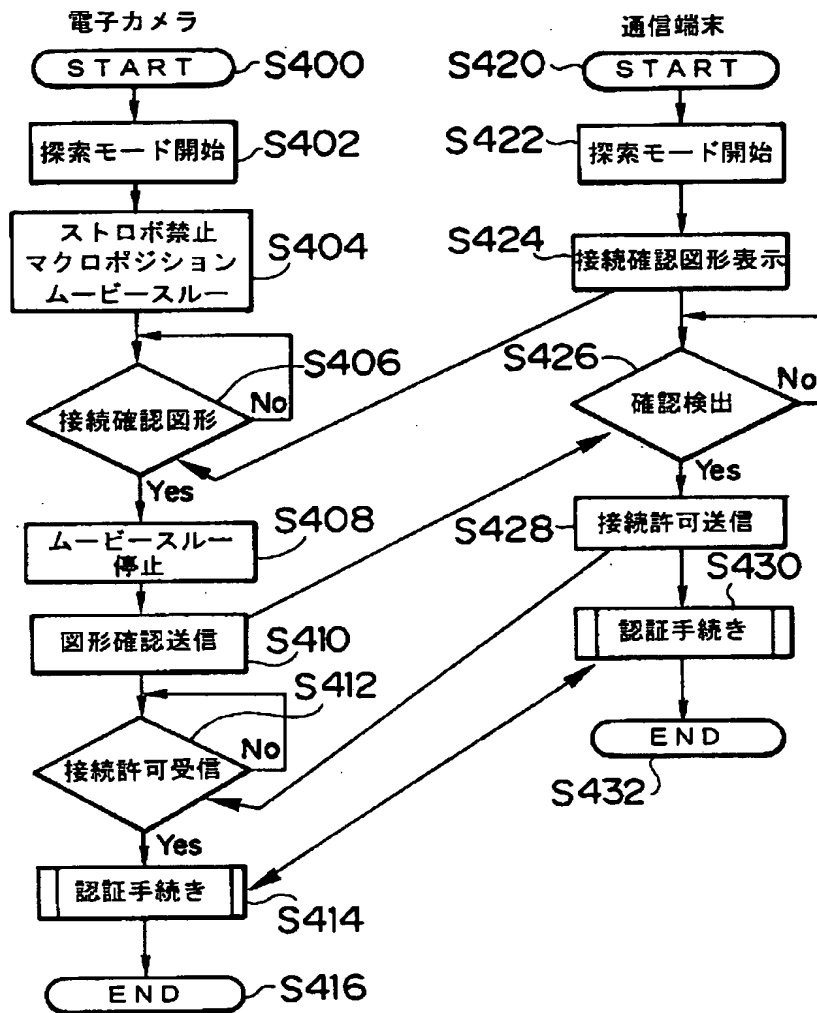 電子カメラ
START
S400
探索モード開始
S402
ストロボ禁止
マクロポジション
ムービースルー
S404
接続確認図形
S406
No
Yes
ムービースルー
停止
S408
図形確認送信
S410
接続許可受信
S412
No
Yes
認証手続き
S414
END
S416
通信端末
START
S420
探索モード開始
S422
接続確認図形表示
S424
確認検出
S426
No
Yes
接続許可送信
S428
認証手続き
S430
END
S432